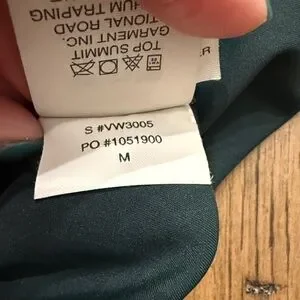 TOP SUMMIT
GARMENT INC.
TIONAL ROAD
HUM TRAPING
R
S #VW3005
PO #1051900
M